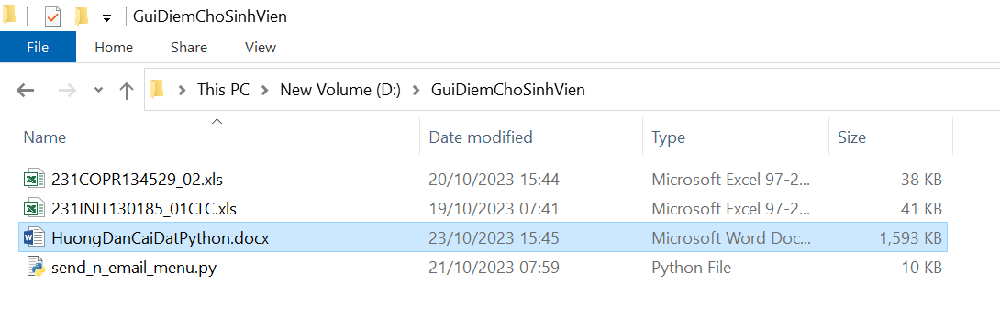 GuiDiemChoSinhVien
File Home Share View
This PC New Volume (D:) GuiDiemChoSinhVien
Name Date modified Type Size
231COPR134529_02.xls 20/10/2023 15:44 Microsoft Excel 97-2... 38 KB
231INIT130185_01CLC.xls 19/10/2023 07:41 Microsoft Excel 97-2... 41 KB
HuongDanCaiDatPython.docx 23/10/2023 15:45 Microsoft Word Doc... 1,593 KB
send_n_email_menu.py 21/10/2023 07:59 Python File 10 KB